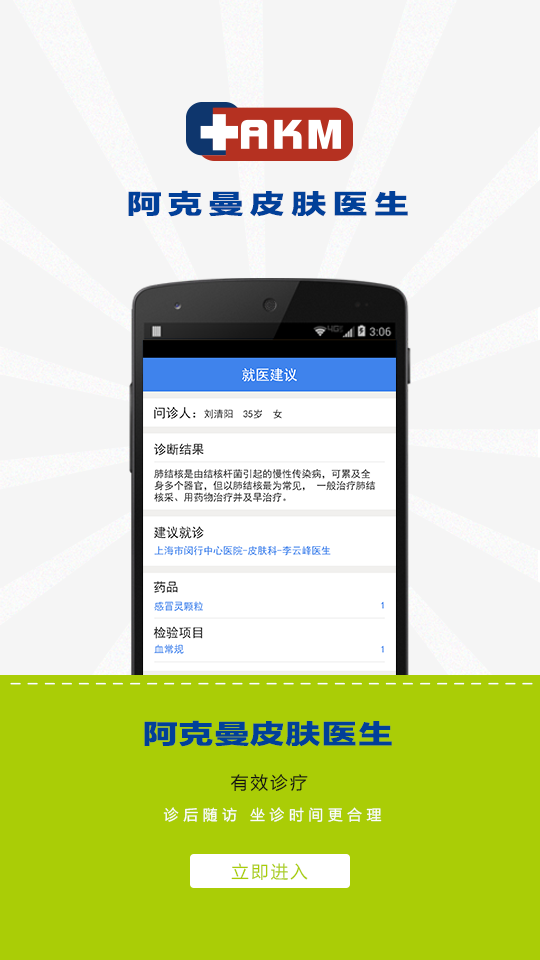 AKM
阿克曼皮肤医生
3:06
就医建议
问诊人：刘清阳 35岁 女
诊断结果
肺结核是由结核杆菌引起的慢性传染病，可累及全
身多个器官，但以肺结核最为常见， 一般治疗肺结
核采、用药物治疗并及早治疗。
建议就诊
上海市闵行中心医院-皮肤科-李云峰医生
药品
感冒灵颗粒 1
检验项目
血常规 1
阿克曼皮肤医生
有效诊疗
诊后随访 坐诊时间更合理
立即进入